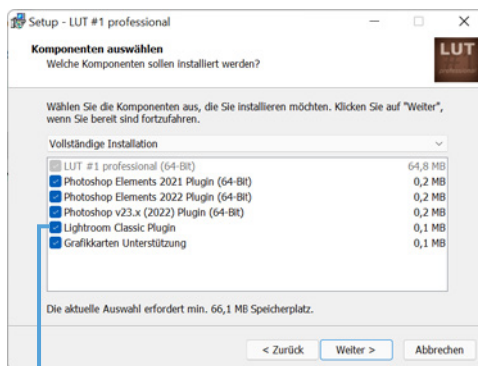 Setup - LUT #1 professional
Komponenten auswählen
Welche Komponenten sollen installiert werden?
LUT
#1
Wählen Sie die Komponenten aus, die Sie installieren möchten. Klicken Sie auf "Weiter",
wenn Sie bereit sind fortzufahren.
Vollständige Installation
LUT #1 professional (64-Bit) 64,8 MB
Photoshop Elements 2021 Plugin (64-Bit) 0,2 MB
Photoshop Elements 2022 Plugin (64-Bit) 0,2 MB
Photoshop v23.x (2022) Plugin (64-Bit) 0,2 MB
Lightroom Classic Plugin 0,1 MB
Grafikkarten Unterstützung 0,1 MB
Die aktuelle Auswahl erfordert min. 66,1 MB Speicherplatz.
< Zurück Weiter > Abbrechen